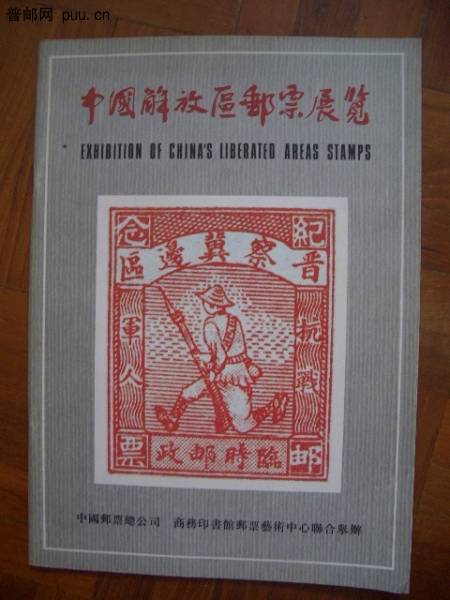 普邮网 puu.cn
中國解放區郵票展览
EXHIBITION OF CHINA'S LIBERATED AREAS STAMPS
念 紀
區邊冀察晋
軍人 抗戰
票 郵
政郵時臨
中國郵票總公司 商務印書館郵票藝術中心聯合舉辦